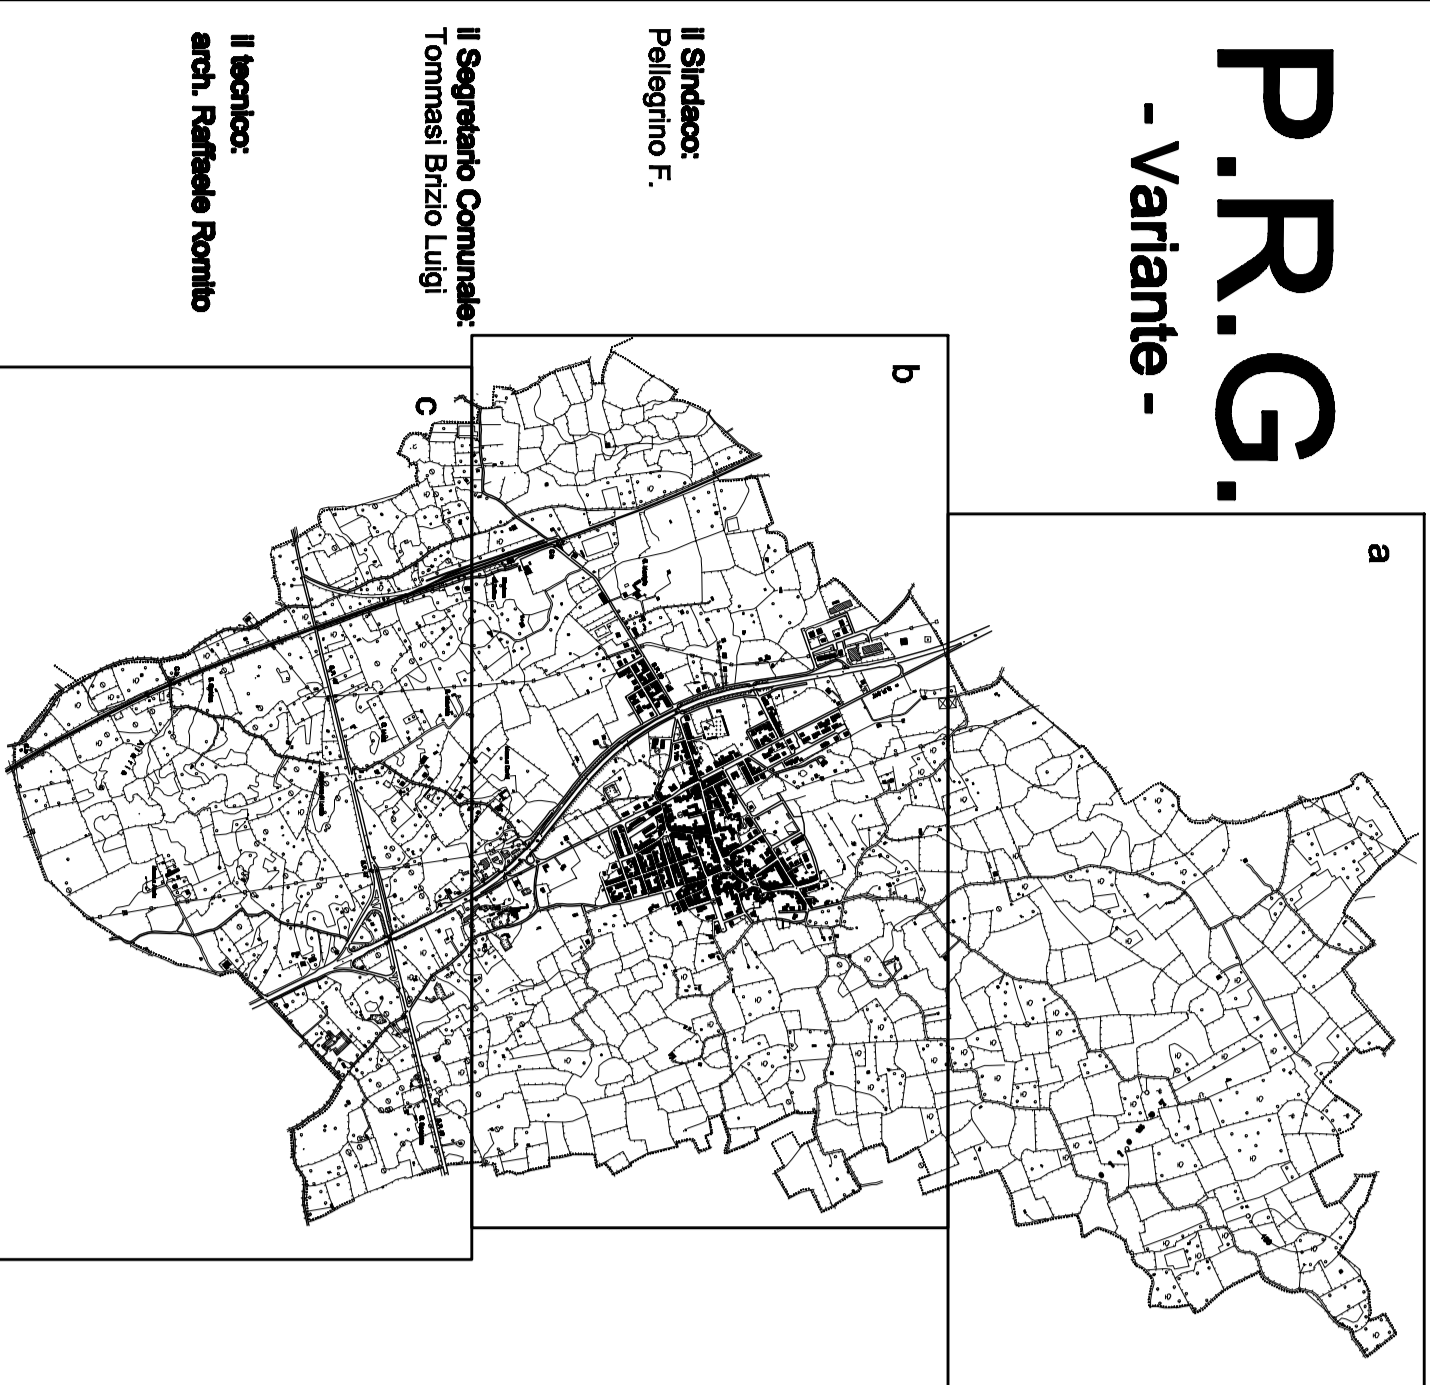 P.R.G.
- Variante -
a
b
c
il Sindaco:
Pellegrino F.
il Segretario Comunale:
Tommasi Brizio Luigi
il tecnico:
arch. Raffaele Romito